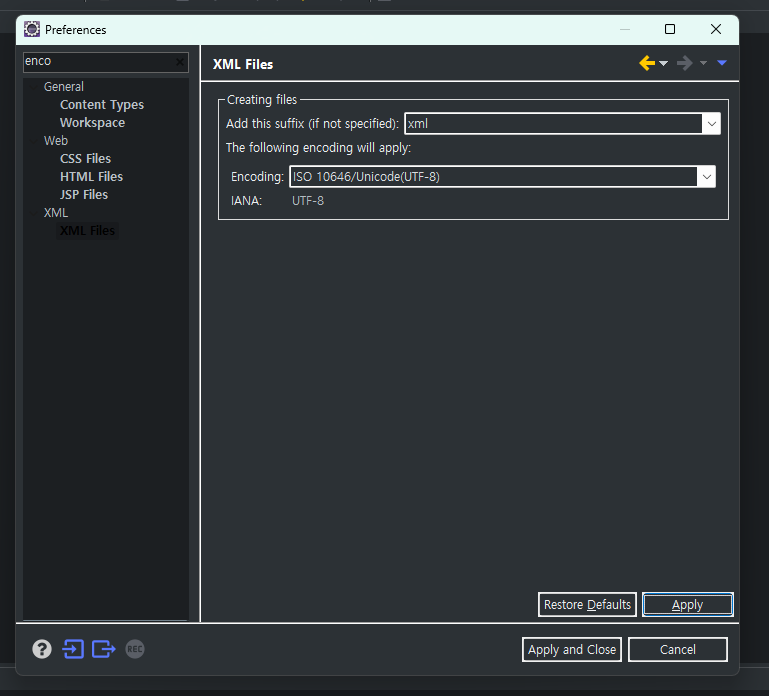 Preferences
enco
General
Content Types
Workspace
Web
CSS Files
HTML Files
JSP Files
XML
XML Files
XML Files
Creating files
Add this suffix (if not specified): xml
The following encoding will apply:
Encoding: ISO 10646/Unicode(UTF-8)
IANA: UTF-8
Restore Defaults
Apply
REC
Apply and Close
Cancel